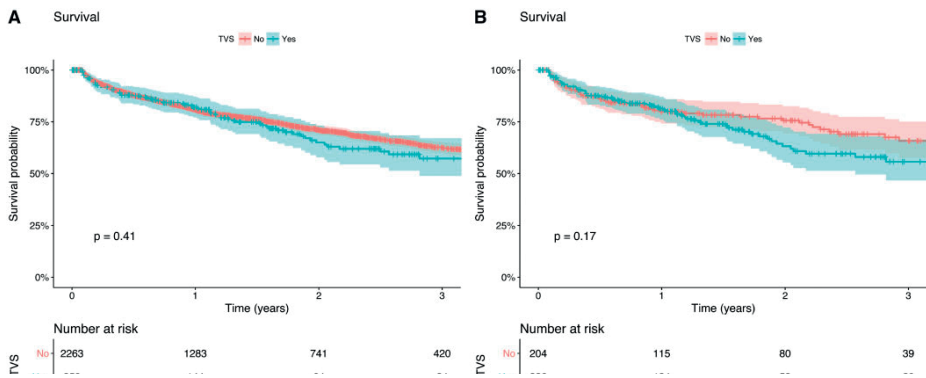 A Survival
TVS No Yes
100%
75%
50%
25%
0%
Survival probability
p = 0.41
0 1 2 3
Time (years)
Number at risk
TVS
No 2263 1283 741 420
B Survival
TVS No Yes
100%
75%
50%
25%
0%
Survival probability
p = 0.17
0 1 2 3
Time (years)
Number at risk
TVS
No 204 115 80 39